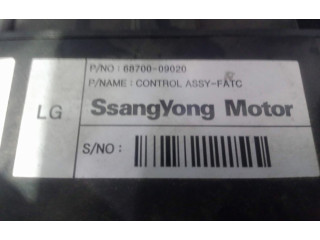 P/NO : 68700-09020
P/NAME : CONTROL ASSY-FATC
LG
SsangYong Motor
S/NO :